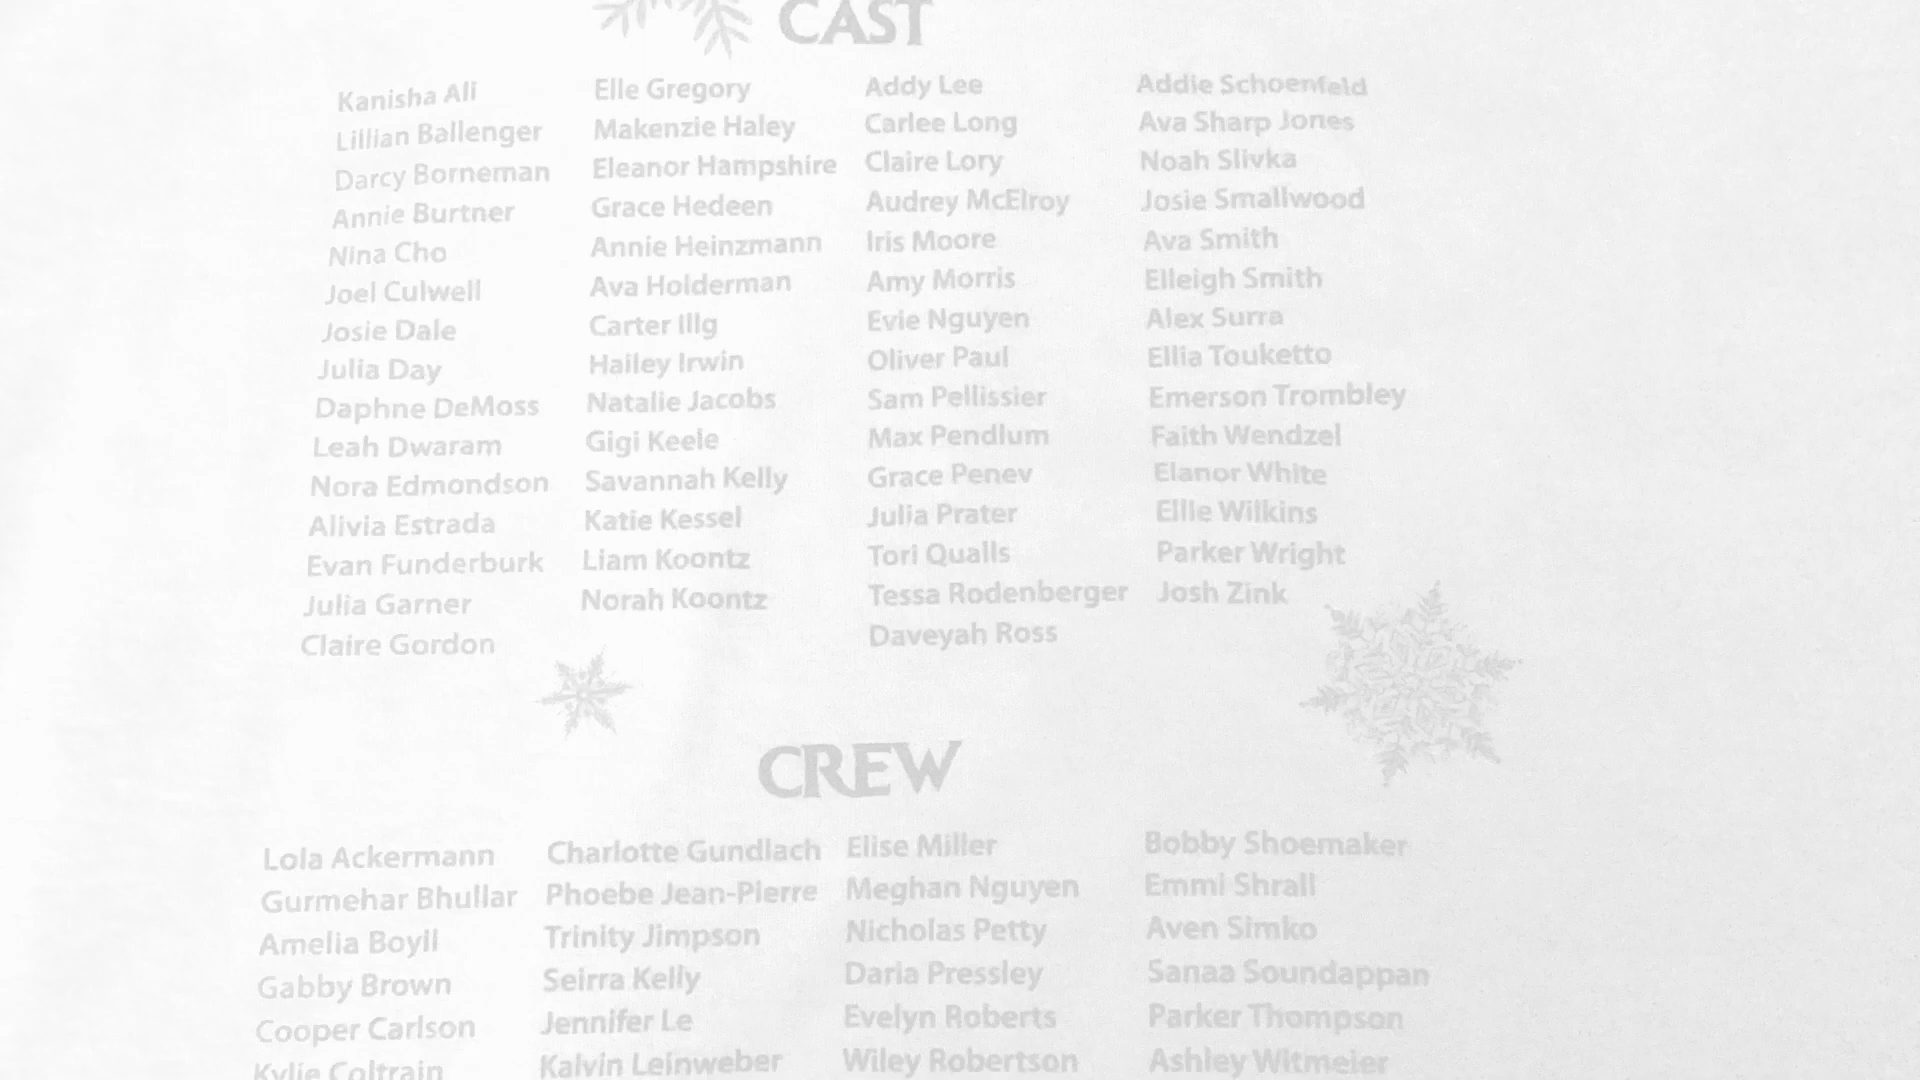 CAST
Kanisha Ali
Lillian Ballenger
Darcy Borneman
Annie Burtner
Nina Cho
Joel Culwell
Josie Dale
Julia Day
Daphne DeMoss
Leah Dwaram
Nora Edmondson
Alivia Estrada
Evan Funderburk
Julia Garner
Claire Gordon
Elle Gregory
Makenzie Haley
Eleanor Hampshire
Grace Hedeen
Annie Heinzmann
Ava Holderman
Carter Illg
Hailey Irwin
Natalie Jacobs
Gigi Keele
Savannah Kelly
Katie Kessel
Liam Koontz
Norah Koontz
Addy Lee
Carlee Long
Claire Lory
Audrey McElroy
Iris Moore
Amy Morris
Evie Nguyen
Oliver Paul
Sam Pellissier
Max Pendlum
Grace Penev
Julia Prater
Tori Qualls
Tessa Rodenberger
Daveyah Ross
Addie Schoenfeld
Ava Sharp Jones
Noah Slivka
Josie Smallwood
Ava Smith
Elleigh Smith
Alex Surra
Ellia Touketto
Emerson Trombley
Faith Wendzel
Elanor White
Ellie Wilkins
Parker Wright
Josh Zink
CREW
Lola Ackermann
Gurmehar Bhullar
Amelia Boyll
Gabby Brown
Cooper Carlson
Kylie Coltrain
Charlotte Gundlach
Phoebe Jean-Pierre
Trinity Jimpson
Seirra Kelly
Jennifer Le
Kalvin Leinweber
Elise Miller
Meghan Nguyen
Nicholas Petty
Daria Pressley
Evelyn Roberts
Wiley Robertson
Bobby Shoemaker
Emmi Shrall
Aven Simko
Sanaa Soundappan
Parker Thompson
Ashley Witmeier